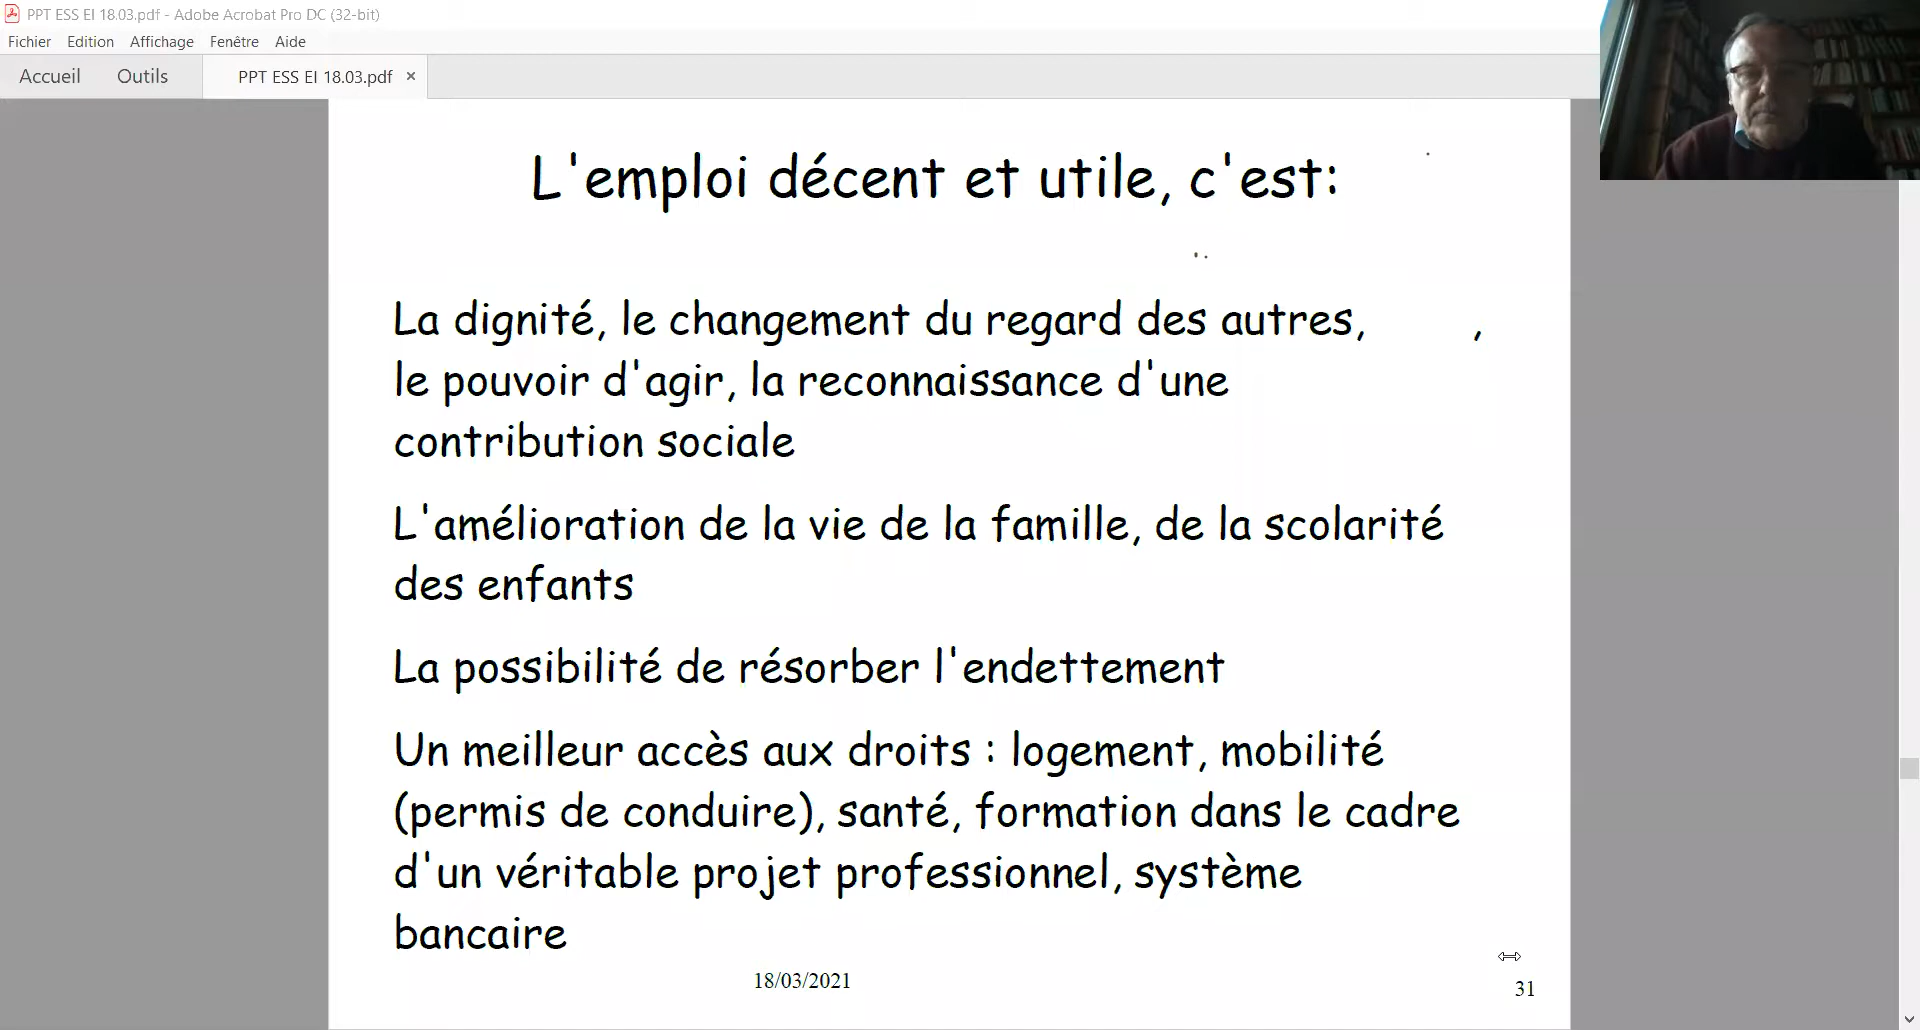 PPT ESS EI 18.03.pdf - Adobe Acrobat Pro DC (32-bit)
Fichier Edition Affichage Fenêtre Aide
Accueil Outils PPT ESS EI 18.03.pdf ×
L'emploi décent et utile, c'est:
La dignité, le changement du regard des autres, ,
le pouvoir d'agir, la reconnaissance d'une
contribution sociale
L'amélioration de la vie de la famille, de la scolarité
des enfants
La possibilité de résorber l'endettement
Un meilleur accès aux droits : logement, mobilité
(permis de conduire), santé, formation dans le cadre
d'un véritable projet professionnel, système
bancaire
18/03/2021
31